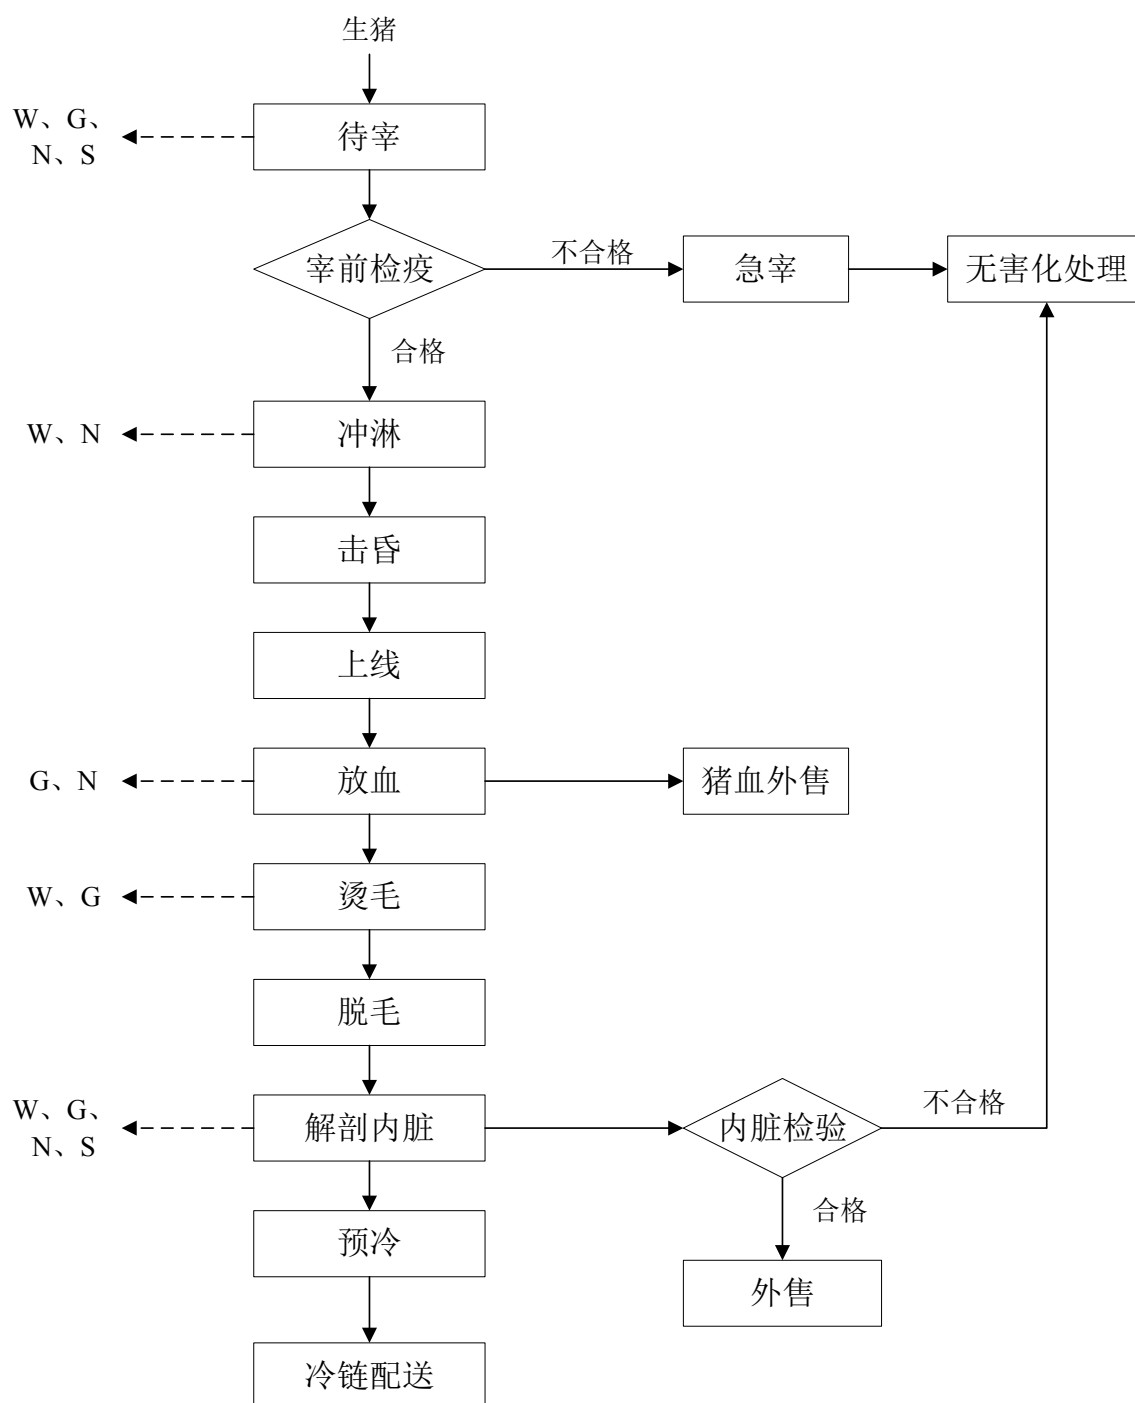 生猪
W、G、
N、S
待宰
宰前检疫
不合格
急宰
无害化处理
合格
W、N
冲淋
击昏
上线
G、N
放血
猪血外售
W、G
烫毛
脱毛
W、G、
N、S
解剖内脏
内脏检验
不合格
合格
预冷
外售
冷链配送